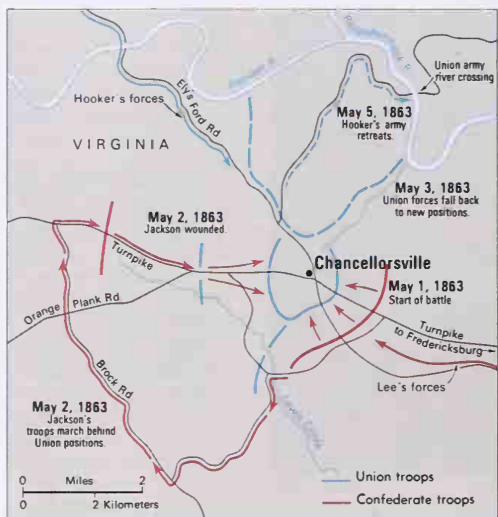 Union army
river crossing
Elys Ford Rd
Hooker's forces
May 5, 1863
Hooker's army
retreats.
VIRGINIA
May 3, 1863
Union forces fall back
to new positions.
May 2, 1863
Jackson wounded.
Turnpike
Chancellorsville
May 1, 1863
Start of battle
Orange Plank Rd
Turnpike
to Fredericksburg
Brock Rd
Lee's forces
May 2, 1863
Jackson's
troops march behind
Union positions.
0 Miles 2
0 2 Kilometers
Union troops
Confederate troops